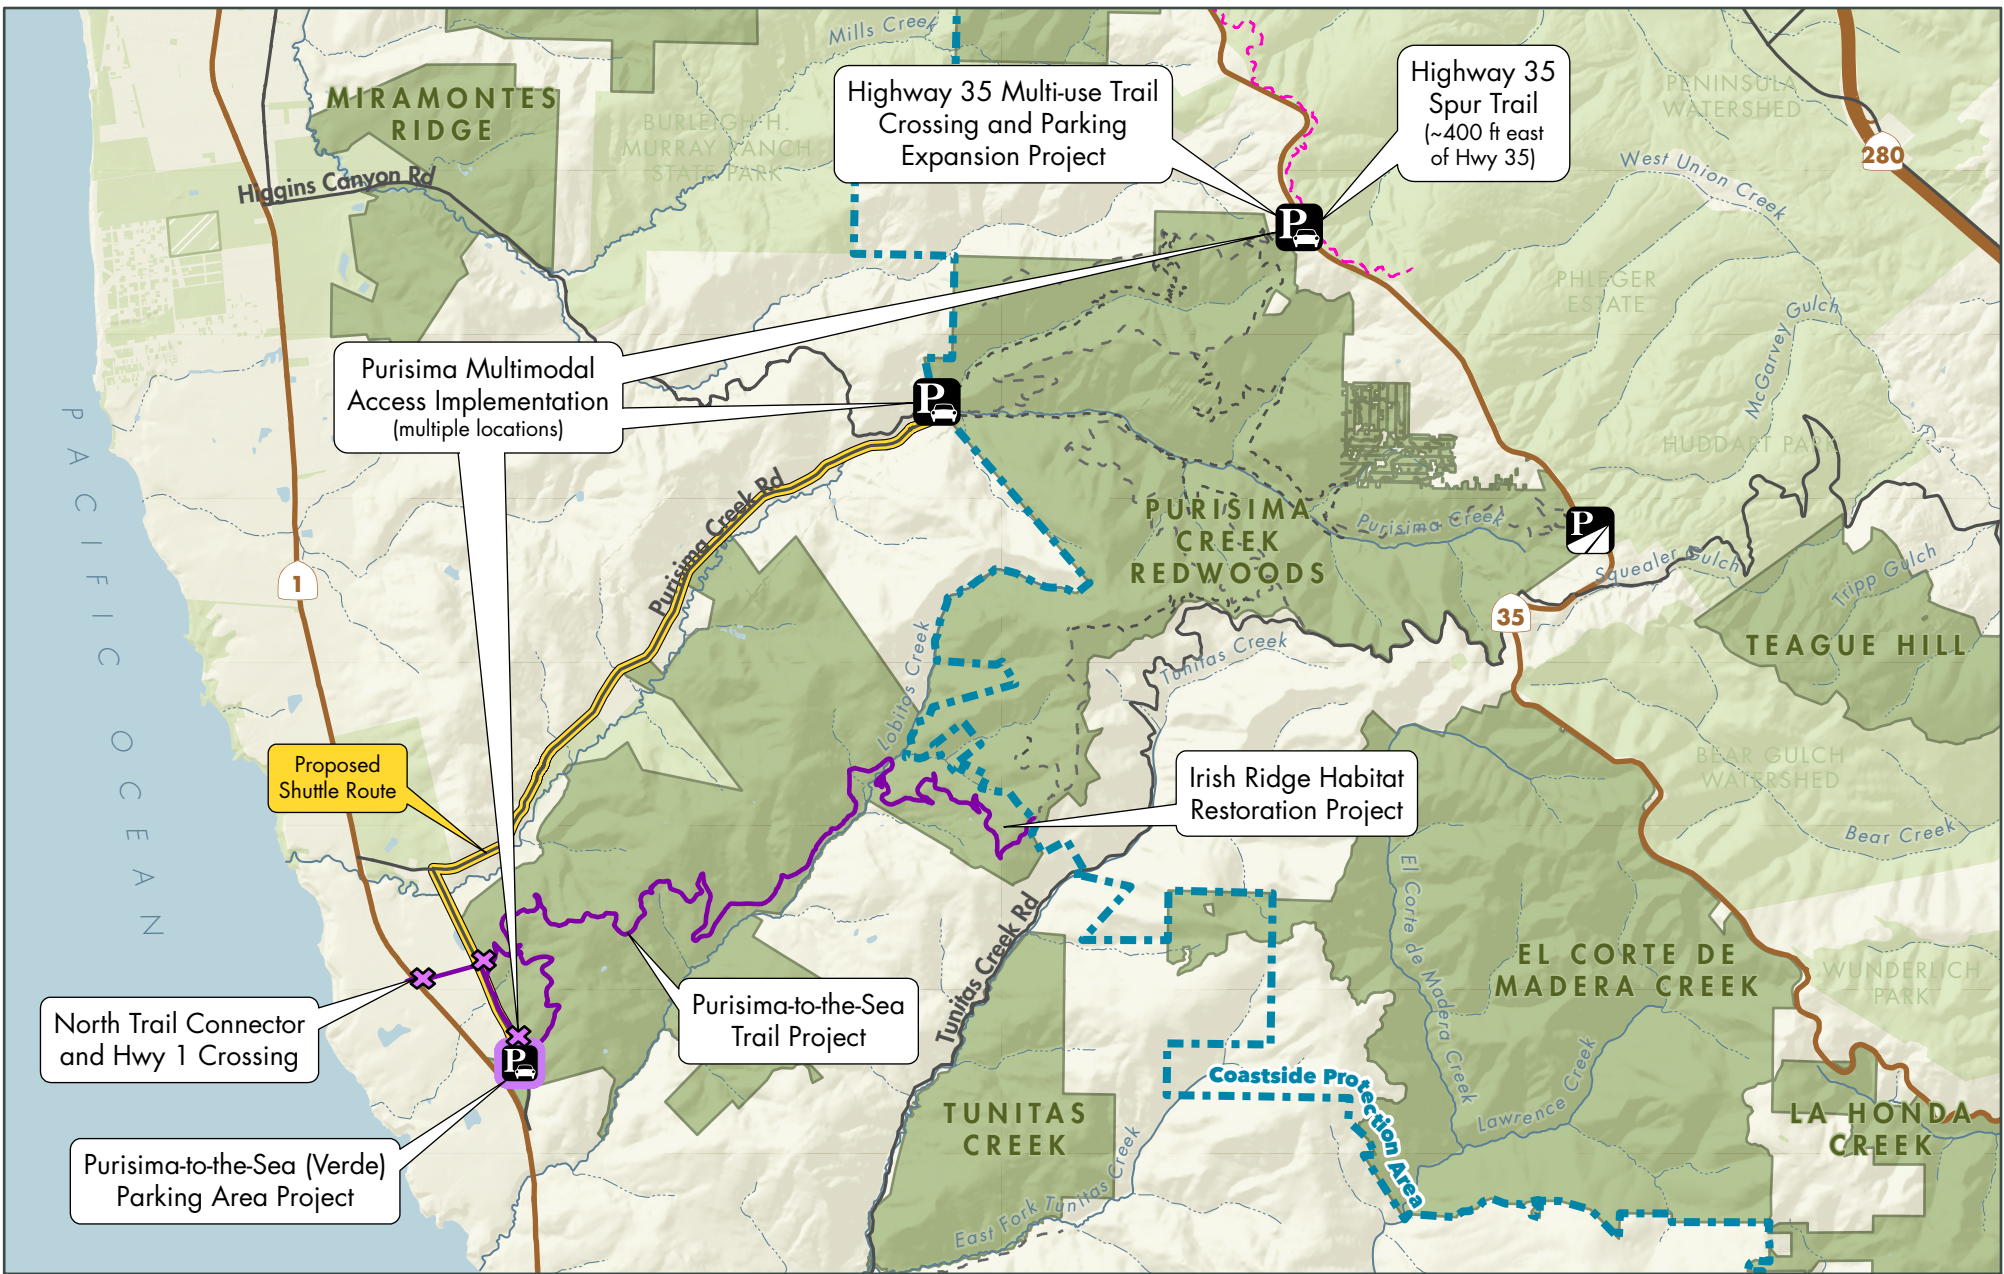 Mills Creek
MIRAMONTES
RIDGE
BURLEIGH H.
MURRAY RANCH
STATE PARK
Higgins Canyon Rd
Highway 35 Multi-use Trail
Crossing and Parking
Expansion Project
Highway 35
Spur Trail
(~400 ft east
of Hwy 35)
PENINSULA
WATERSHED
280
West Union Creek
P
PHLEGER
ESTATE
McGarvey Gulch
HUDDART PARK
Purisima Multimodal
Access Implementation
(multiple locations)
P
PACIFIC OCEAN
1
Purisima Creek Rd
PURISIMA
CREEK
REDWOODS
Purisima Creek
P
Squealer Gulch
Tripp Gulch
35
TEAGUE HILL
Tunitas Creek
Lobitos Creek
Proposed
Shuttle Route
Irish Ridge Habitat
Restoration Project
BEAR GULCH
WATERSHED
Bear Creek
El Corte de Madera Creek
EL CORTE DE
MADERA CREEK
WUNDERLICH
PARK
Tunitas Creek Rd
Purisima-to-the-Sea
Trail Project
North Trail Connector
and Hwy 1 Crossing
P
Purisima-to-the-Sea (Verde)
Parking Area Project
Coastside Protection Area
TUNITAS
CREEK
East Fork Tunitas Creek
Lawrence Creek
LA HONDA
CREEK